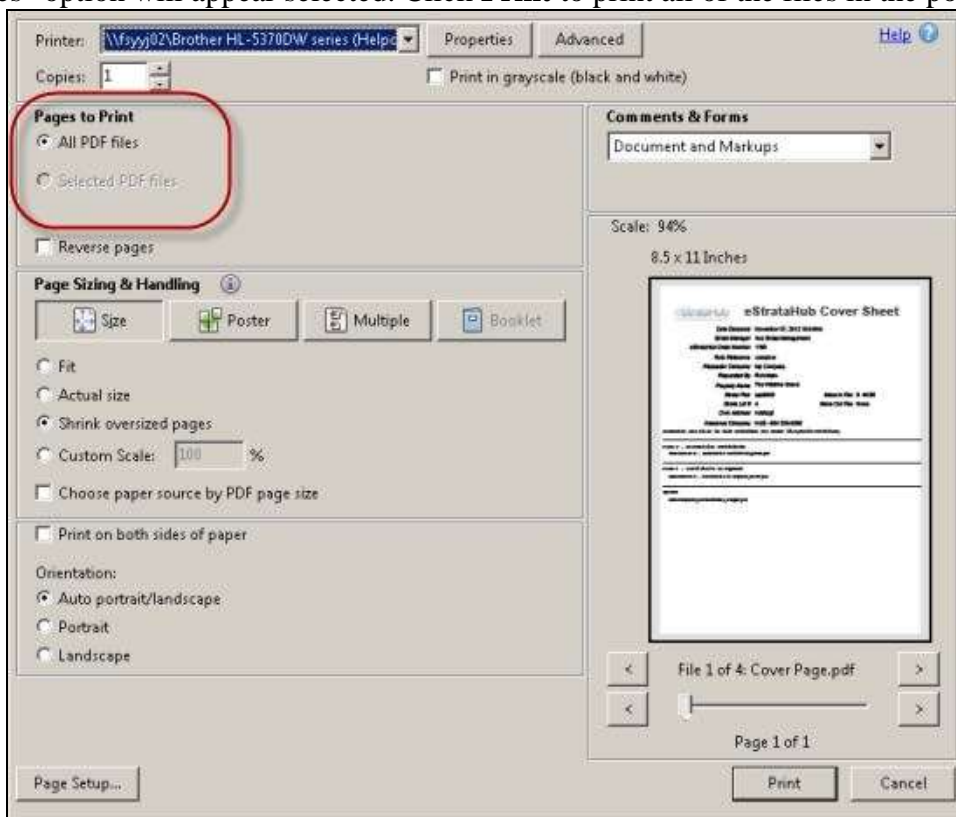 es" option will appear selected. Click Print to print all of the files in the po
Printer: \\fsyyj02\Brother HL-5370DW series (Help Properties Advanced Help
Copies: 1 Print in grayscale (black and white)
Pages to Print
All PDF files
Selected PDF files
Reverse pages
Comments & Forms
Document and Markups
Page Sizing & Handling
Size Poster Multiple Booklet
Fit
Actual size
Shrink oversized pages
Custom Scale: 100 %
Choose paper source by PDF page size
Print on both sides of paper
Orientation:
Auto portrait/landscape
Portrait
Landscape
Scale: 94%
8.5 x 11 Inches
eStrataHub Cover Sheet
< File 1 of 4: Cover Page.pdf >
< >
Page 1 of 1
Page Setup... Print Cancel